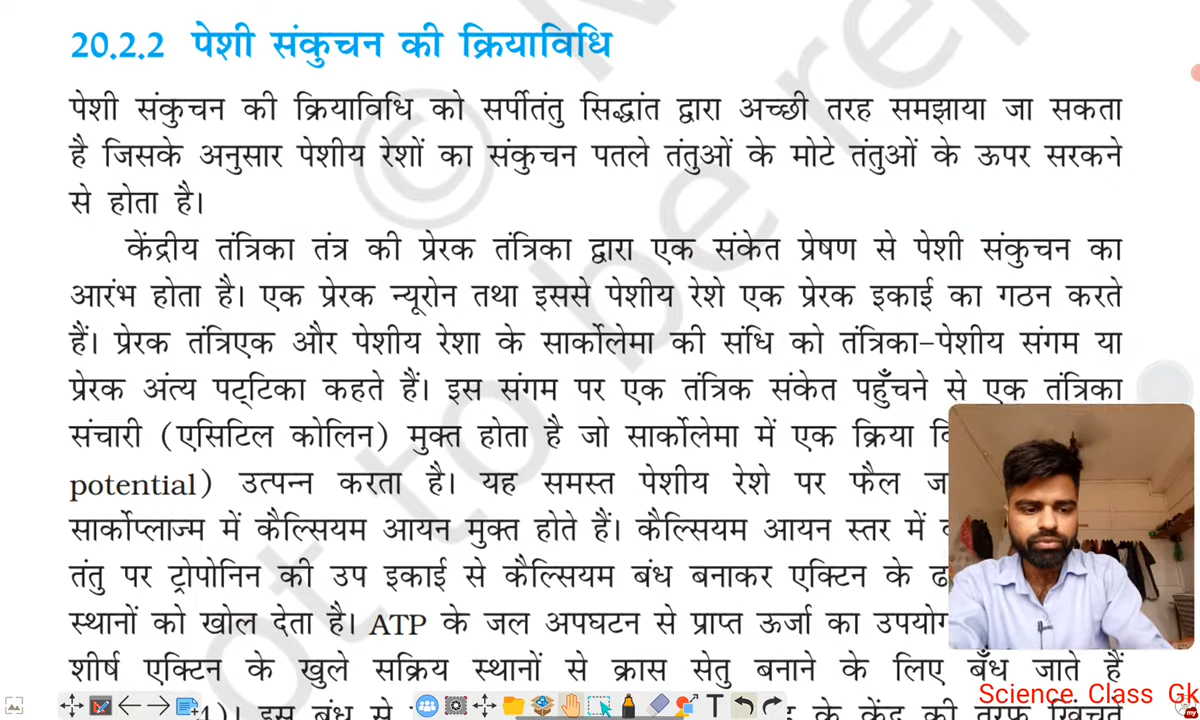 20.2.2 पेशी संकुचन की क्रियाविधि
पेशी संकुचन की क्रियाविधि को सर्पीतंतु सिद्धांत द्वारा अच्छी तरह समझाया जा सकता
है जिसके अनुसार पेशीय रेशों का संकुचन पतले तंतुओं के मोटे तंतुओं के ऊपर सरकने
से होता है।
केंद्रीय तंत्रिका तंत्र की प्रेरक तंत्रिका द्वारा एक संकेत प्रेषण से पेशी संकुचन का
आरंभ होता है। एक प्रेरक न्यूरोन तथा इससे पेशीय रेशे एक प्रेरक इकाई का गठन करते
हैं। प्रेरक तंत्रिएक और पेशीय रेशा के सार्कोलेमा की संधि को तंत्रिका-पेशीय संगम या
प्रेरक अंत्य पट्टिका कहते हैं। इस संगम पर एक तंत्रिक संकेत पहुँचने से एक तंत्रिका
संचारी (एसिटिल कोलिन) मुक्त होता है जो सार्कोलेमा में एक क्रिया
potential) उत्पन्न करता है। यह समस्त पेशीय रेशे पर फैल
सार्कोप्लाज्म में कैल्सियम आयन मुक्त होते हैं। कैल्सियम आयन स्तर में
तंतु पर ट्रोपोनिन की उप इकाई से कैल्सियम बंध बनाकर एक्टिन के
स्थानों को खोल देता है। ATP के जल अपघटन से प्राप्त ऊर्जा का
शीर्ष एक्टिन के खुले सक्रिय स्थानों से क्रास सेतु बनाने के लिए बँध जाते हैं
इस बंध से के केंद्र की तरफ खिंचने
Science Class Gk